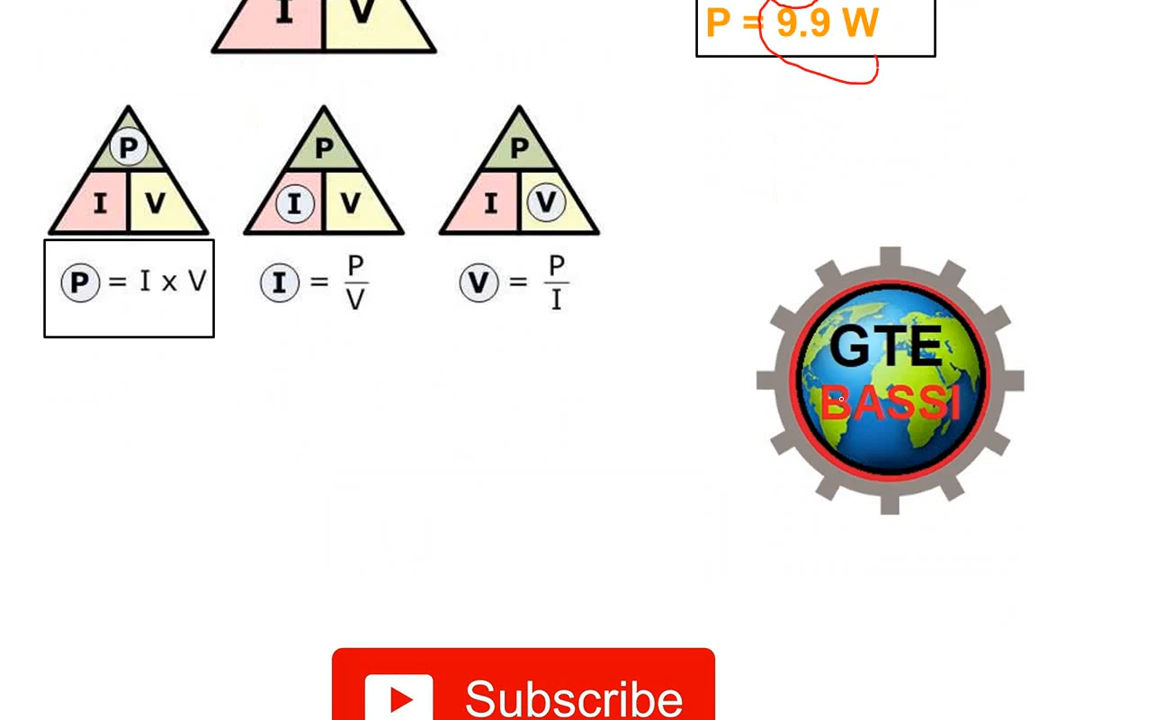 I V
P = 9.9 W
P
I V
P
I V
P
I V
P = I x V
I = P/V
V = P/I
GTE
BASSI
Subscribe